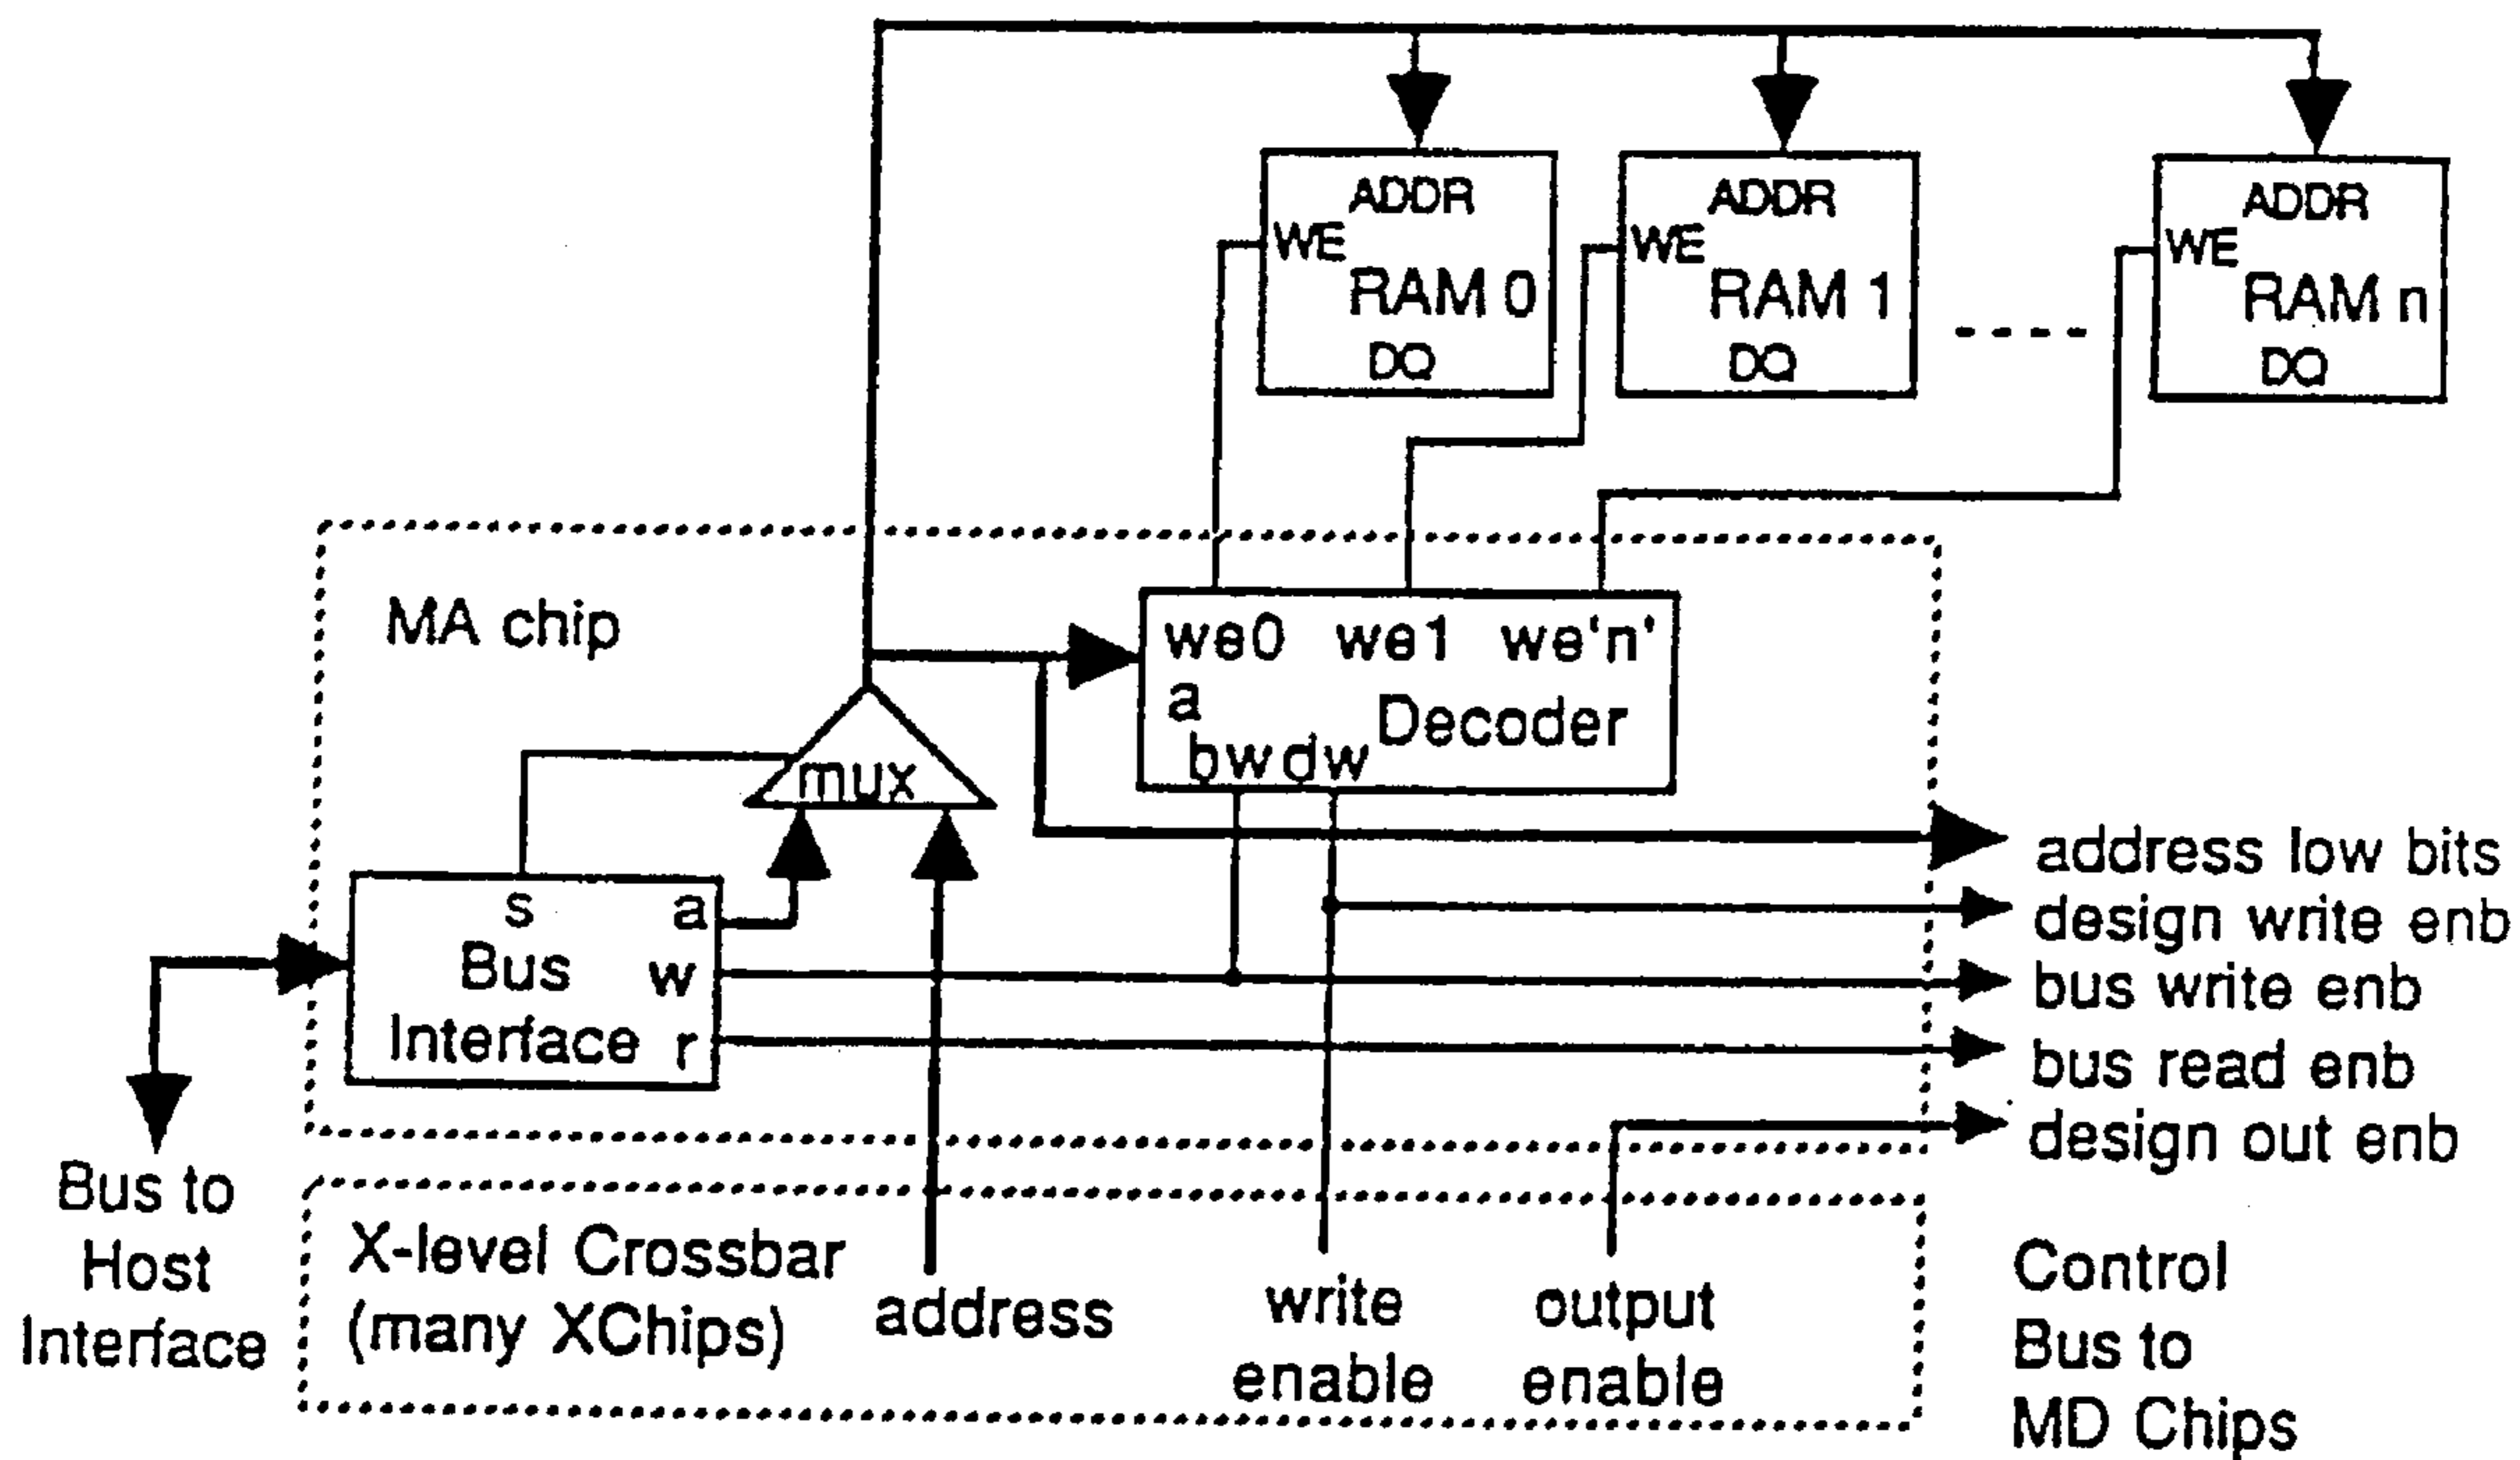 ADDR
WE
RAM 0
DQ
ADDR
WE
RAM 1
DQ
ADDR
WE
RAM n
DQ
MA chip
we0 we1 we'n'
a
Decoder
bw dw
mux
s a
Bus w
Interface r
address low bits
design write enb
bus write enb
bus read enb
design out enb
Bus to
Host
Interface
X-level Crossbar
(many XChips)
address
write
enable
output
enable
Control
Bus to
MD Chips